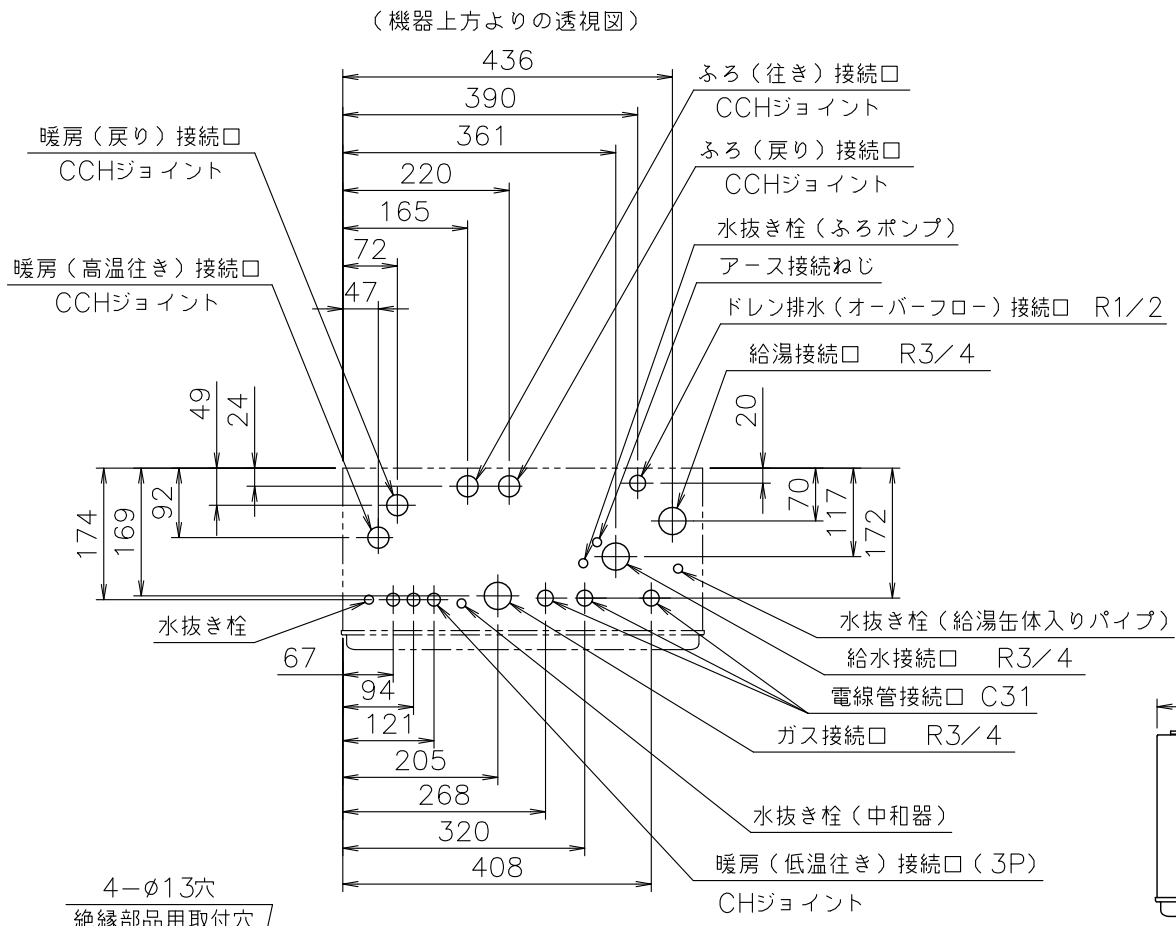 (機器上方よりの透視図)
436
ふろ(往き)接続口
CCHジョイント
390
暖房(戻り)接続口
CCHジョイント
361
ふろ(戻り)接続口
CCHジョイント
220
165
水抜き栓(ふろポンプ)
72
アース接続ねじ
暖房(高温往き)接続口
CCHジョイント
47
ドレン排水(オーバーフロー)接続口 R1/2
給湯接続口 R3/4
49
24
20
92
174
169
70
117
172
水抜き栓
水抜き栓(給湯缶体入りパイプ)
67
給水接続口 R3/4
94
電線管接続口 C31
121
ガス接続口 R3/4
205
268
水抜き栓(中和器)
320
暖房(低温往き)接続口(3P)
CHジョイント
408
4-φ13穴
絶縁部品用取付穴